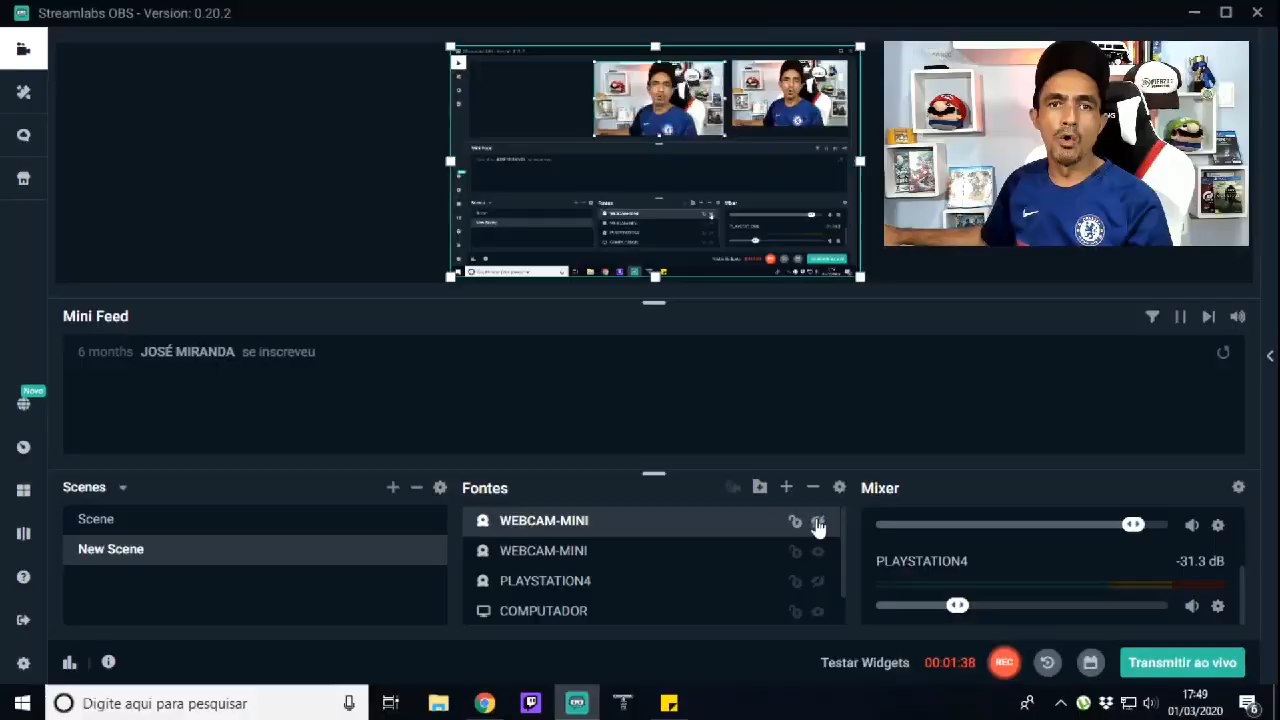 Streamlabs OBS - Version: 0.20.2
Mini Feed
6 months JOSÉ MIRANDA se inscreveu
Novo
Scenes
Scene
New Scene
Fontes
WEBCAM-MINI
WEBCAM-MINI
PLAYSTATION4
COMPUTADOR
Mixer
PLAYSTATION4 -31.3 dB
Testar Widgets 00:01:38 REC Transmitir ao vivo
Digite aqui para pesquisar
17:49
01/03/2020
6